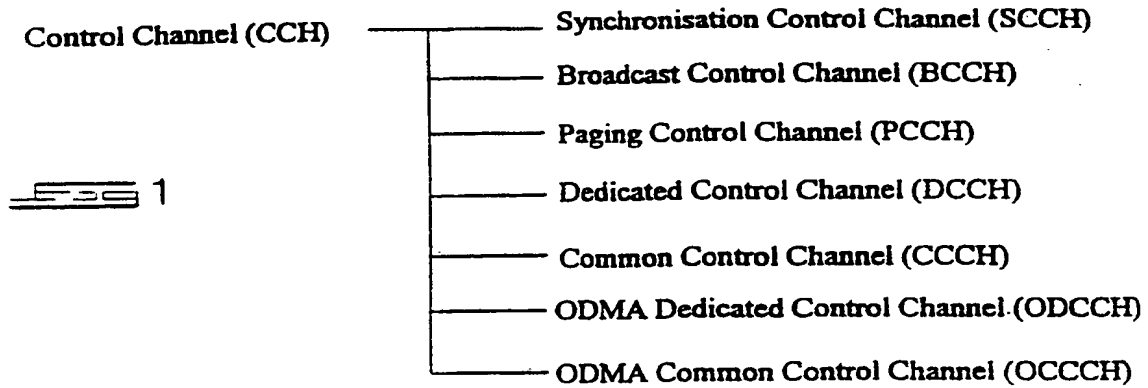 Control Channel (CCH)
Synchronisation Control Channel (SCCH)
Broadcast Control Channel (BCCH)
Paging Control Channel (PCCH)
Dedicated Control Channel (DCCH)
Common Control Channel (CCCH)
ODMA Dedicated Control Channel (ODCCH)
ODMA Common Control Channel (OCCCH)
1